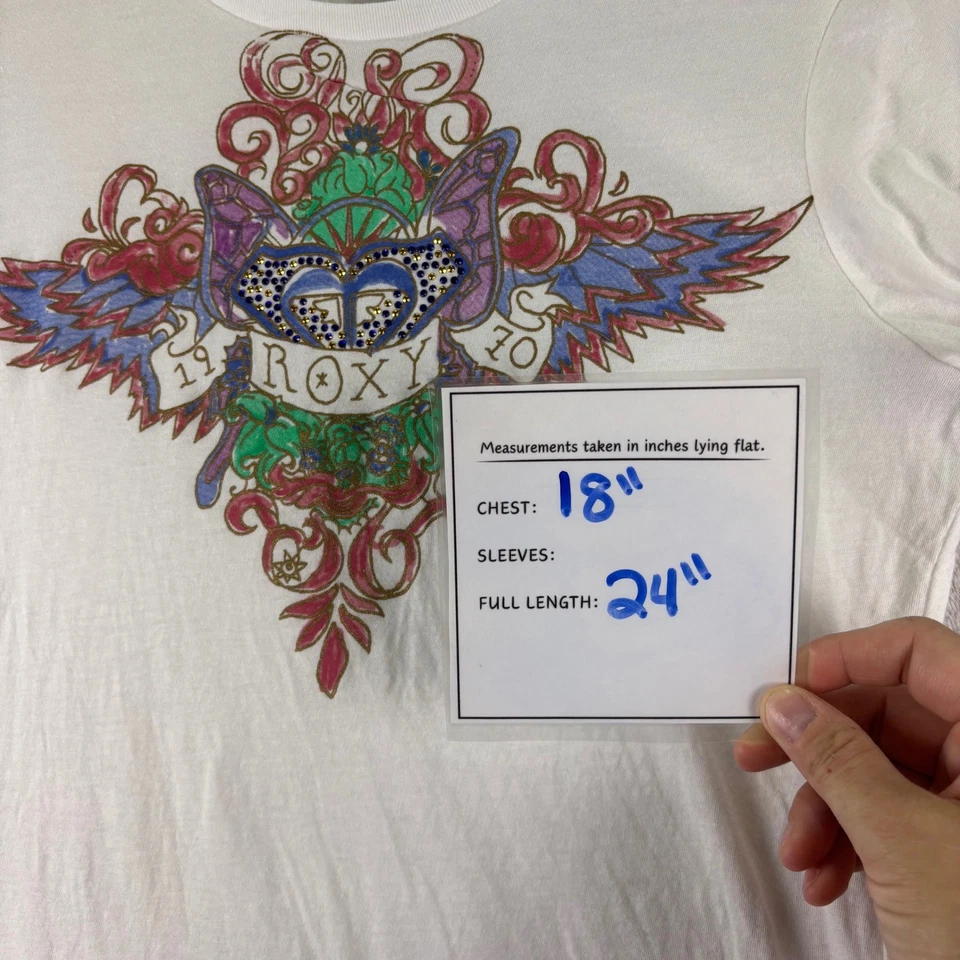 19 ROXY 70
Measurements taken in inches lying flat.
CHEST: 18"
SLEEVES:
FULL LENGTH: 24"